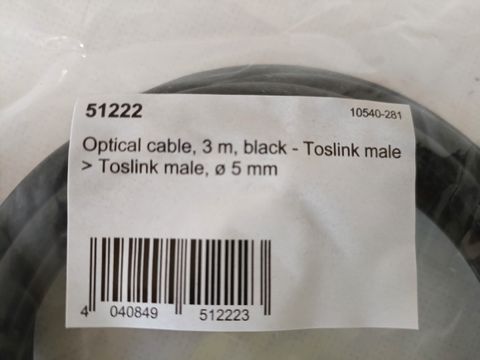 51222 10540-281
Optical cable, 3 m, black - Toslink male
> Toslink male, ø 5 mm
4 040849 512223